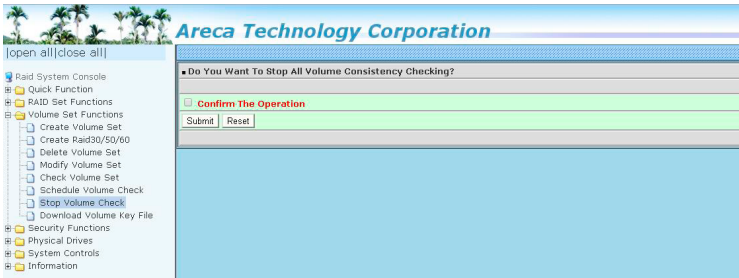 Areca Technology Corporation
|open all|close all|
Raid System Console
Quick Function
RAID Set Functions
Volume Set Functions
Create Volume Set
Create Raid30/50/60
Delete Volume Set
Modify Volume Set
Check Volume Set
Schedule Volume Check
Stop Volume Check
Download Volume Key File
Security Functions
Physical Drives
System Controls
Information
Do You Want To Stop All Volume Consistency Checking?
Confirm The Operation
Submit Reset